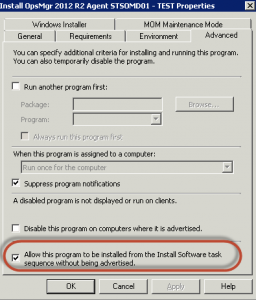 Install OpsMgr 2012 R2 Agent STSOMD01 - TEST Properties
Windows Installer
MOM Maintenance Mode
General
Requirements
Environment
Advanced
You can specify additional criteria for installing and running this program.
You can also temporarily disable the program.
Run another program first:
Package:
Browse...
Program:
Always run this program first
When this program is assigned to a computer:
Run once for the computer
Suppress program notifications
A disabled program is not displayed or run on clients.
Disable this program on computers where it is advertised.
Allow this program to be installed from the Install Software task
sequence without being advertised.
OK
Cancel
Apply
Help